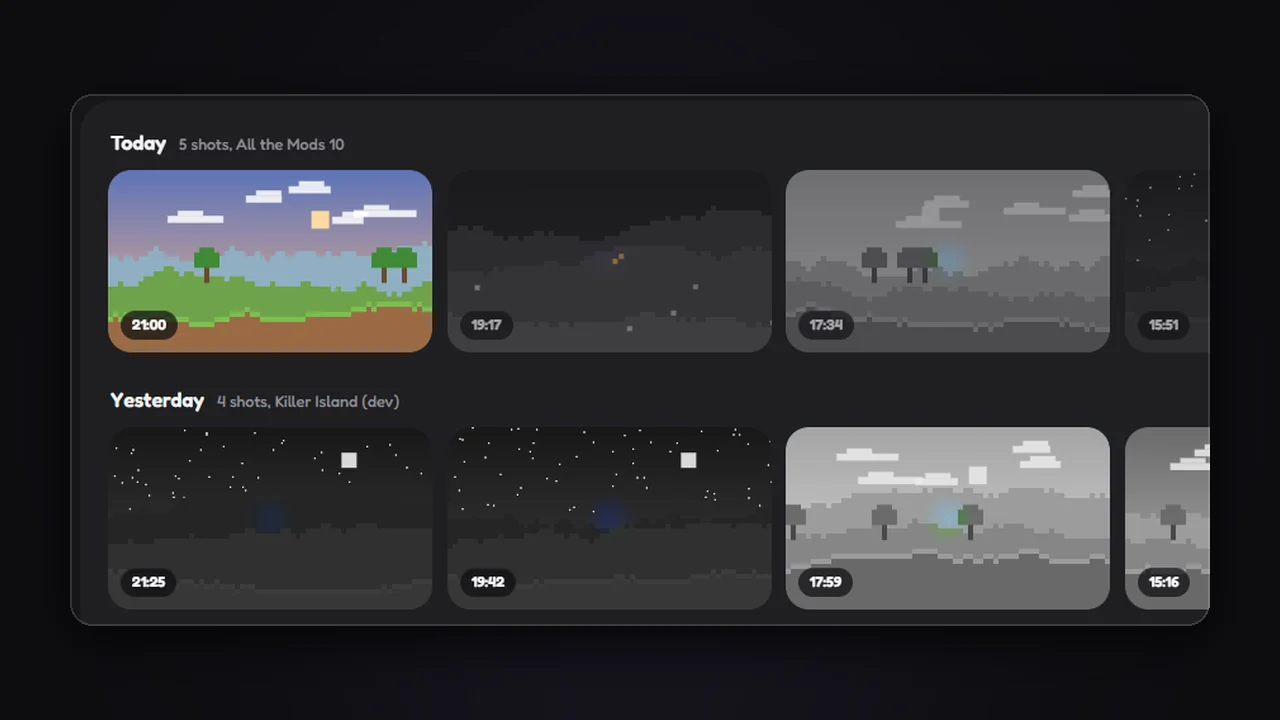 Today 5 shots, All the Mods 10
21:00 19:17 17:34 15:51
Yesterday 4 shots, Killer Island (dev)
21:25 19:42 17:59 15:16